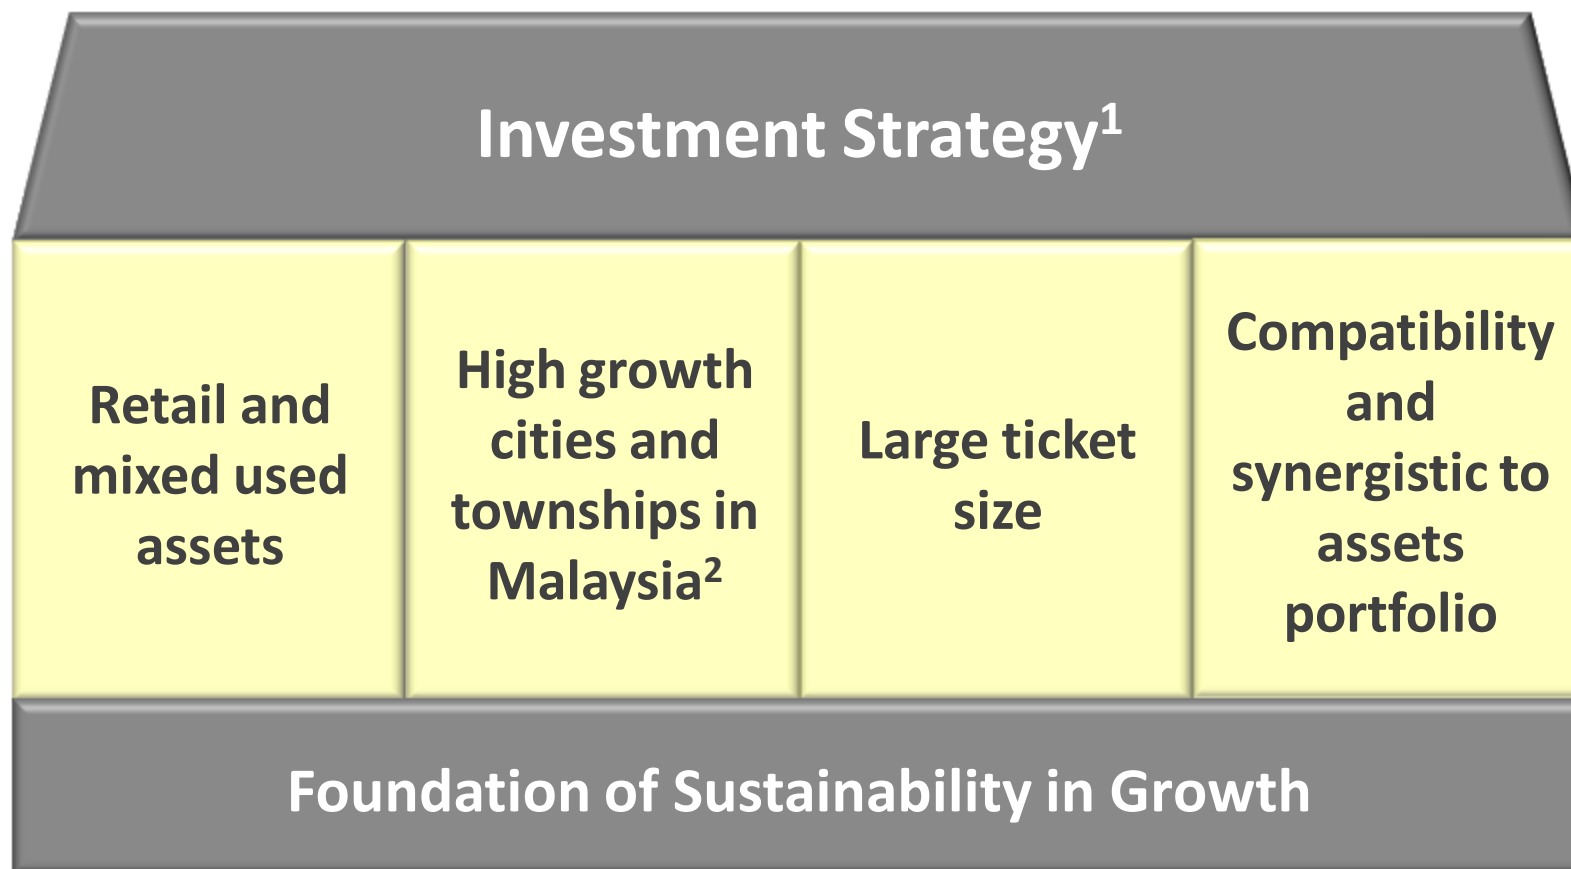 Investment Strategy¹
Retail and
mixed used
assets
High growth
cities and
townships in
Malaysia²
Large ticket
size
Compatibility
and
synergistic to
assets
portfolio
Foundation of Sustainability in Growth